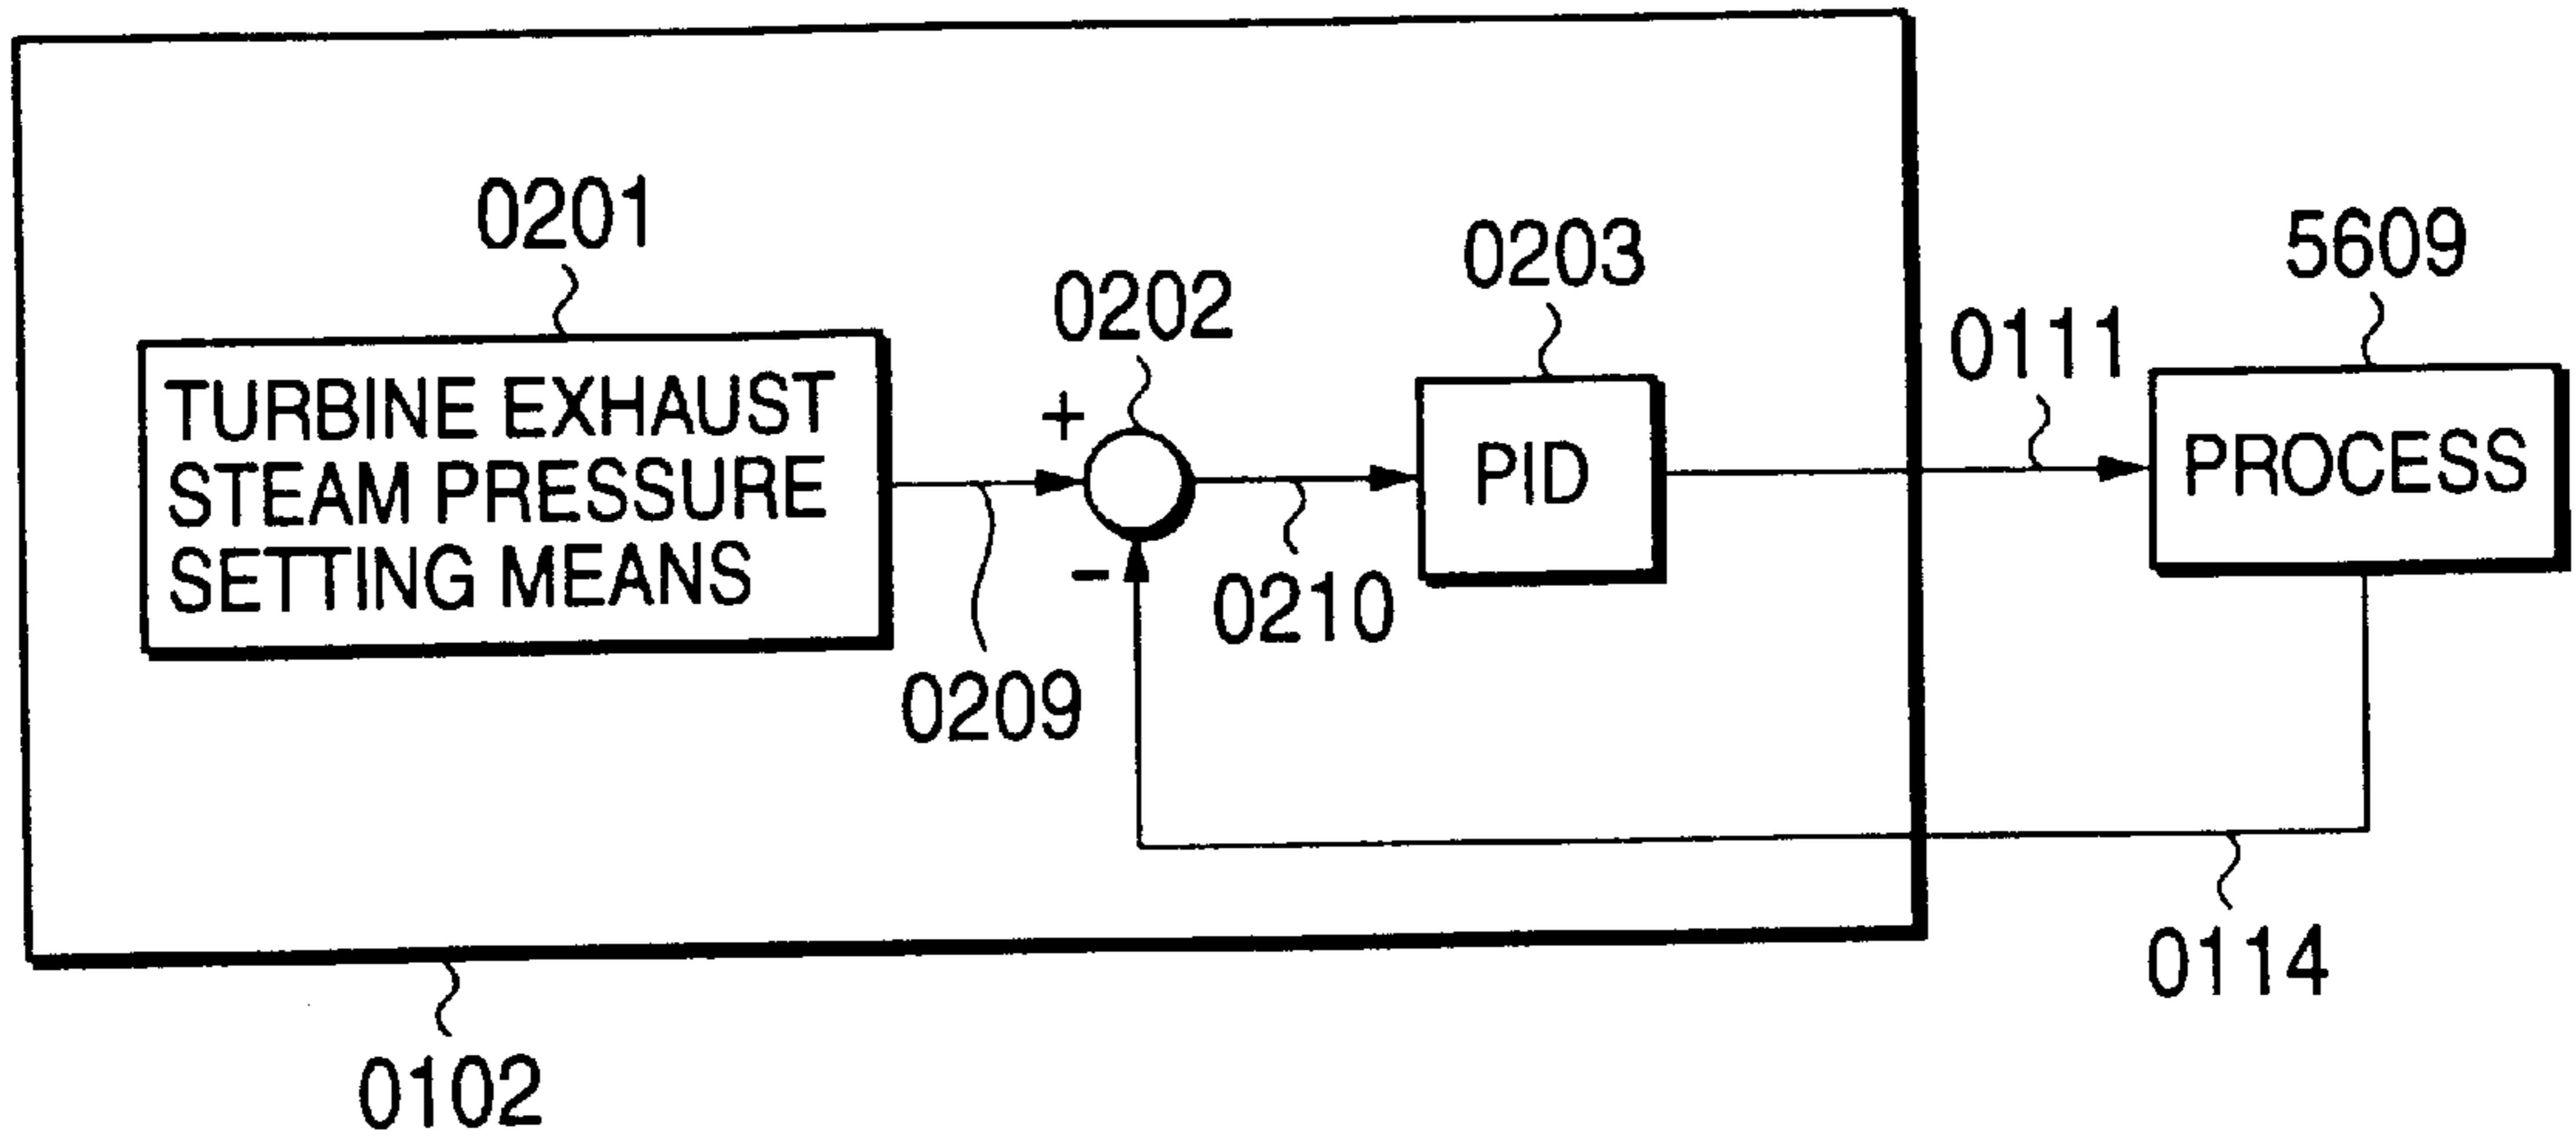 0201
0202
0203
5609
0111
TURBINE EXHAUST
STEAM PRESSURE
SETTING MEANS
+
PID
PROCESS
-
0210
0209
0114
0102